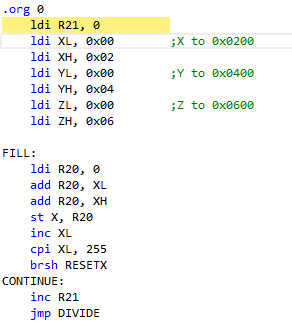 .org 0
ldi R21, 0
ldi XL, 0x00 ;X to 0x0200
ldi XH, 0x02
ldi YL, 0x00 ;Y to 0x0400
ldi YH, 0x04
ldi ZL, 0x00 ;Z to 0x0600
ldi ZH, 0x06
FILL:
ldi R20, 0
add R20, XL
add R20, XH
st X, R20
inc XL
cpi XL, 255
brsh RESETX
CONTINUE:
inc R21
jmp DIVIDE